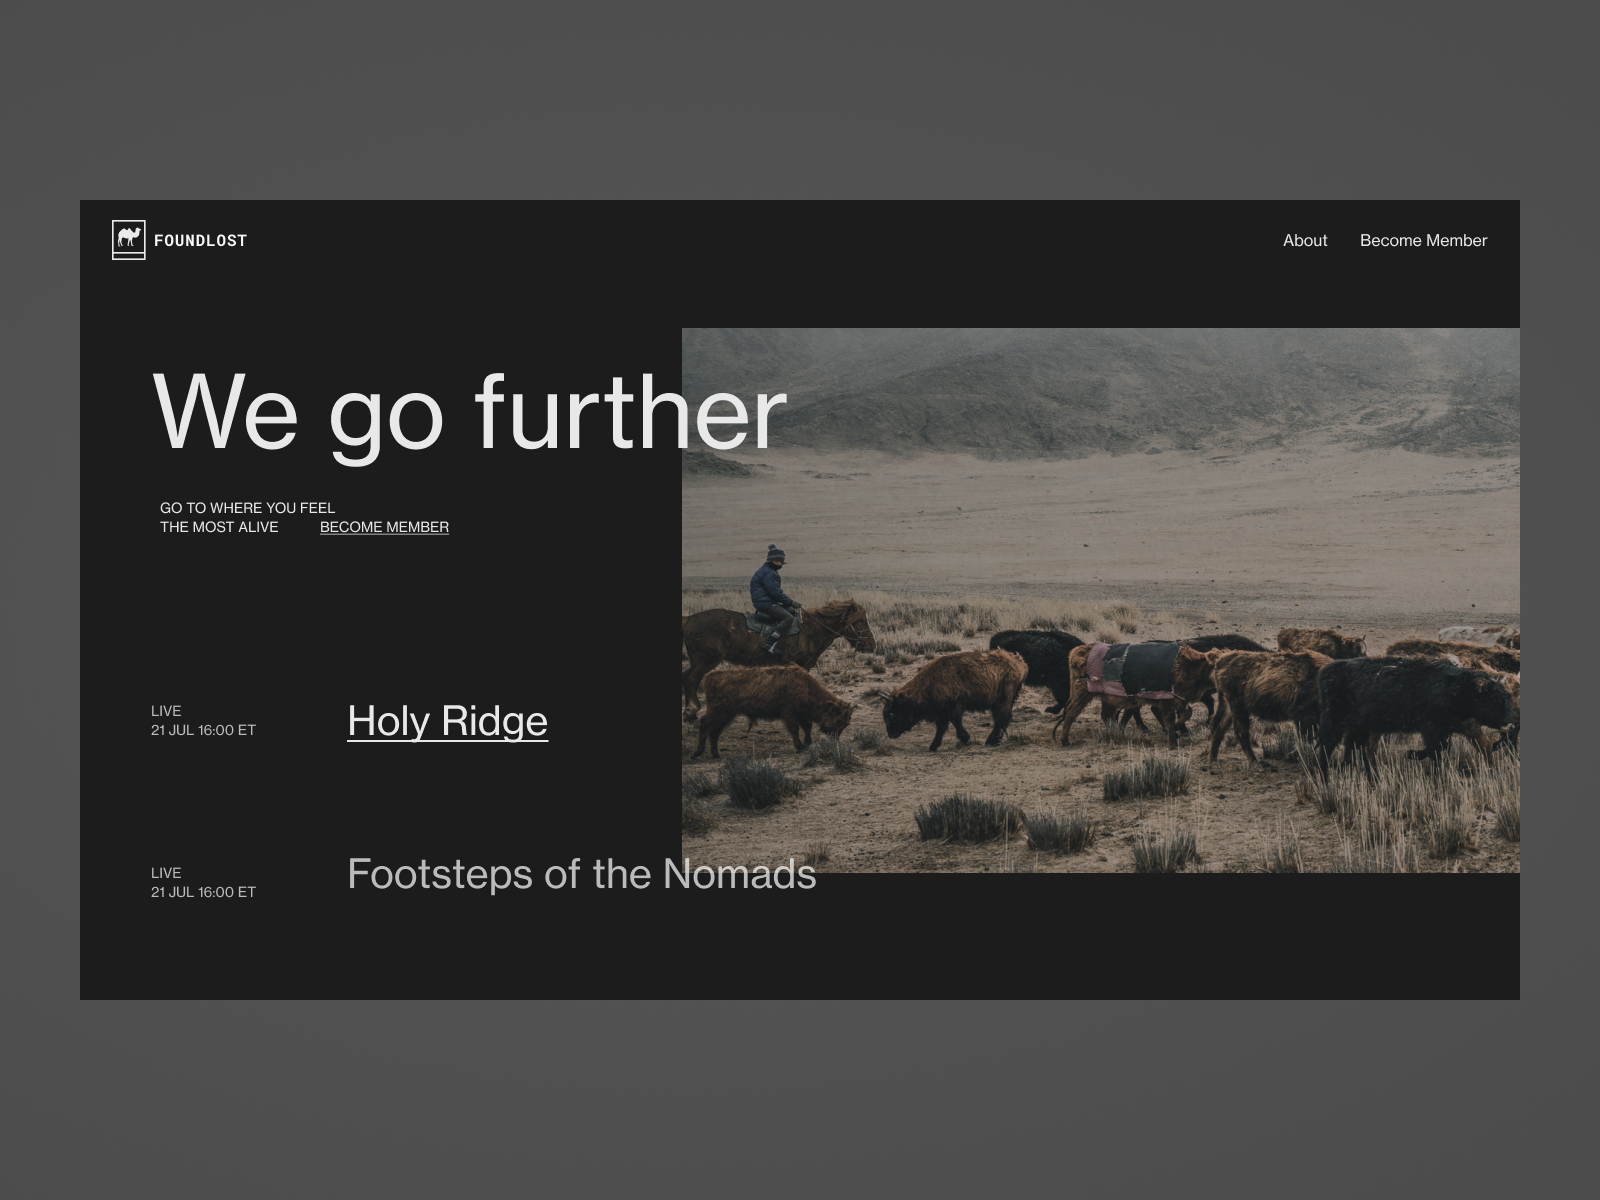 FOUNDLOST
About
Become Member
We go further
GO TO WHERE YOU FEEL
THE MOST ALIVE
BECOME MEMBER
LIVE
21 JUL 16:00 ET
Holy Ridge
LIVE
21 JUL 16:00 ET
Footsteps of the Nomads